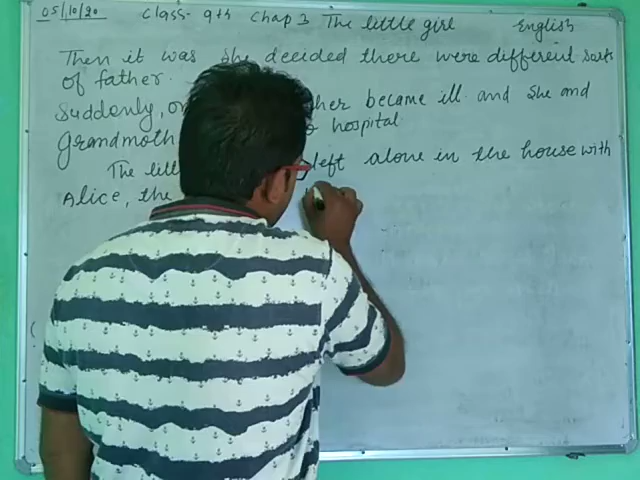 05/10/20 Class- 9th Chap 3 The little girl English
Then it was she decided there were different sorts
of father.
Suddenly, her became ill and she and
Grandmoth hospital
The litt left alone in the house with
Alice, the